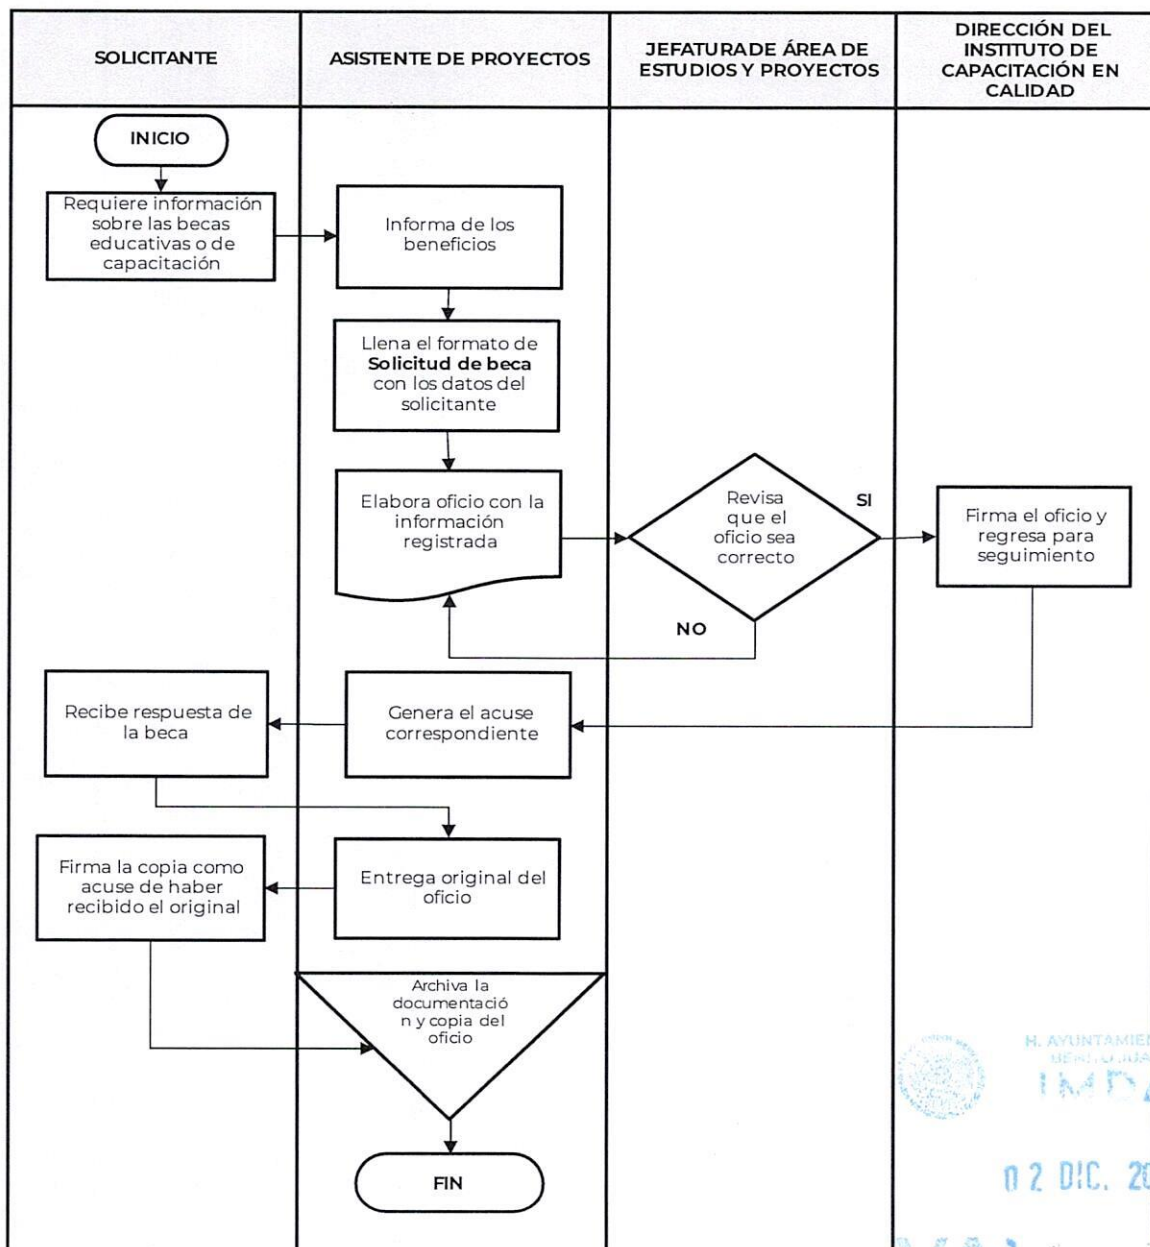 SOLICITANTE
ASISTENTE DE PROYECTOS
JEFATURA DE ÁREA DE
ESTUDIOS Y PROYECTOS
DIRECCIÓN DEL
INSTITUTO DE
CAPACITACIÓN EN
CALIDAD
INICIO
Requiere información
sobre las becas
educativas o de
capacitación
Informa de los
beneficios
Llena el formato de
Solicitud de beca
con los datos del
solicitante
Elabora oficio con la
información
registrada
Revisa
que el
oficio sea
correcto
SI
NO
Firma el oficio y
regresa para
seguimiento
Genera el acuse
correspondiente
Recibe respuesta de
la beca
Entrega original del
oficio
Firma la copia como
acuse de haber
recibido el original
Archiva la
documentació
n y copia del
oficio
FIN
H. AYUNTAMIEN
02 DIC. 20